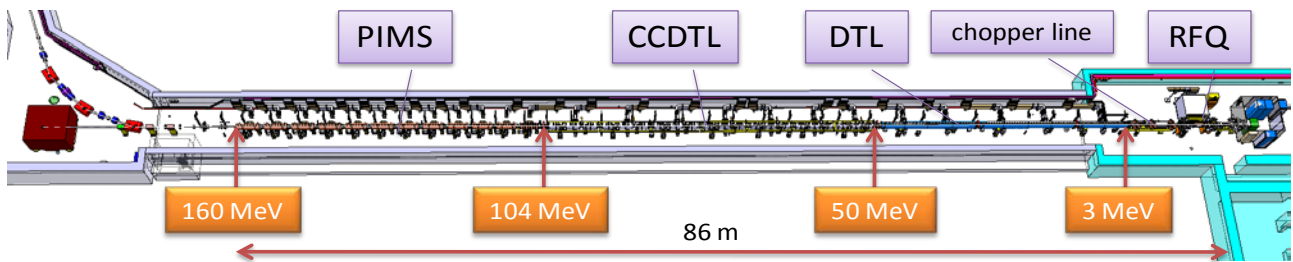 PIMS
CCDTL
DTL
chopper line
RFQ
160 MeV
104 MeV
50 MeV
3 MeV
86 m